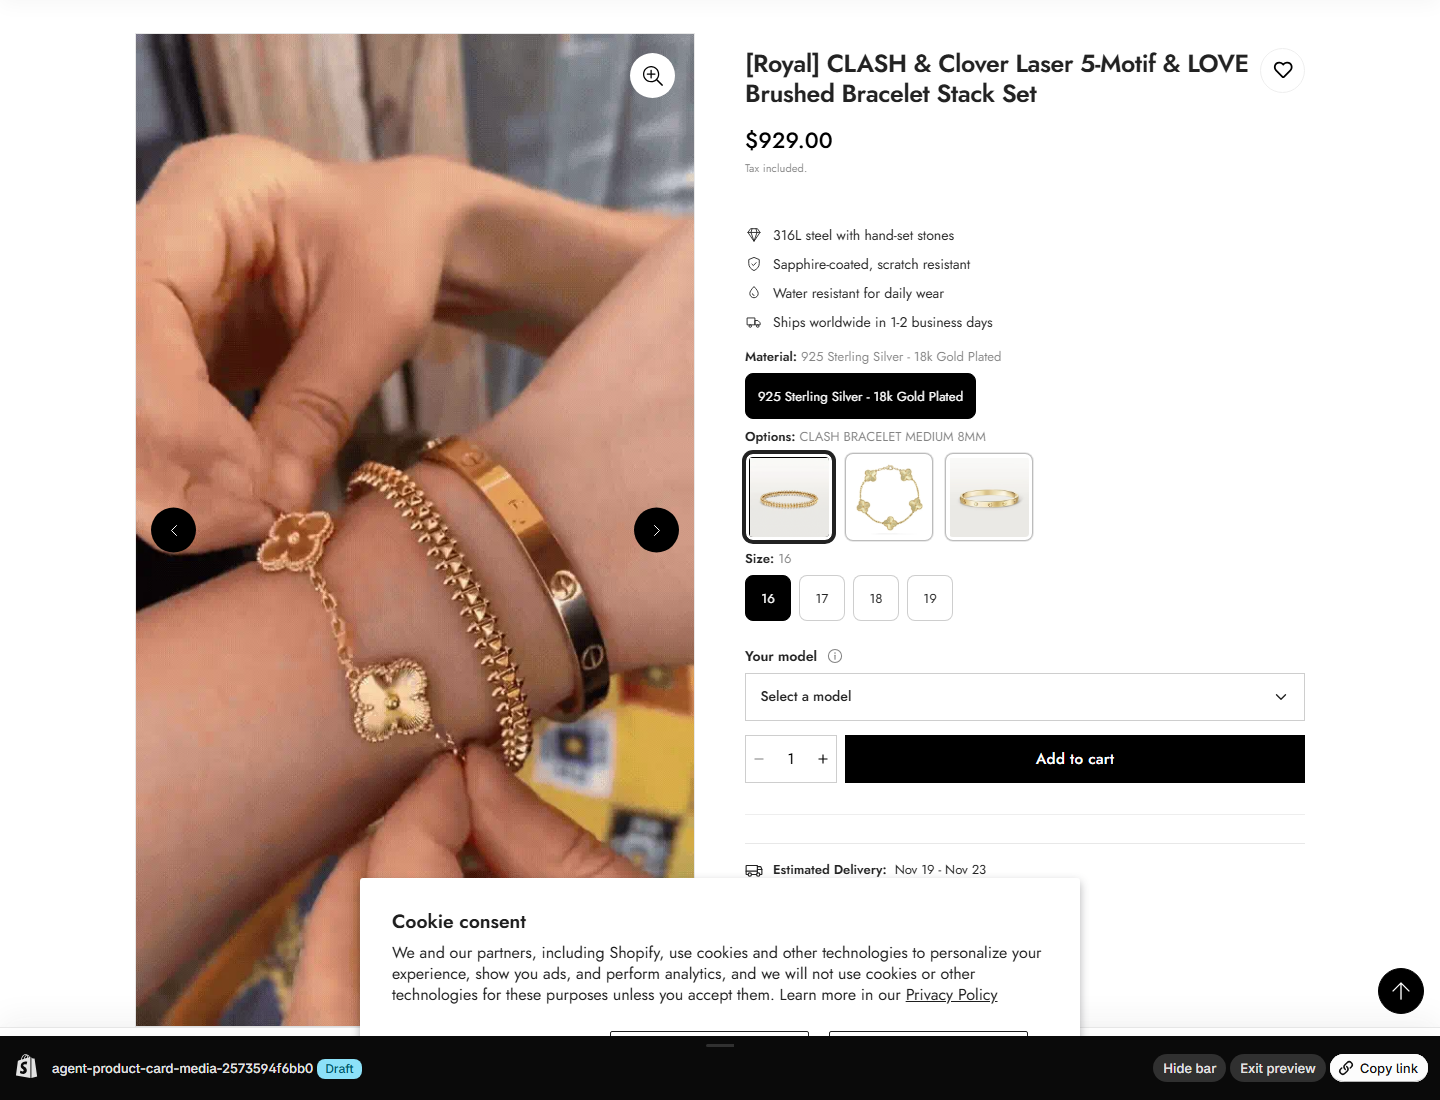 [Royal] CLASH & Clover Laser 5-Motif & LOVE
Brushed Bracelet Stack Set
$929.00
Tax included.
316L steel with hand-set stones
Sapphire-coated, scratch resistant
Water resistant for daily wear
Ships worldwide in 1-2 business days
Material: 925 Sterling Silver - 18k Gold Plated
925 Sterling Silver - 18k Gold Plated
Options: CLASH BRACELET MEDIUM 8MM
Size: 16
16 17 18 19
Your model
Select a model
1
Add to cart
Estimated Delivery: Nov 19 - Nov 23
Cookie consent
We and our partners, including Shopify, use cookies and other technologies to personalize your
experience, show you ads, and perform analytics, and we will not use cookies or other
technologies for these purposes unless you accept them. Learn more in our Privacy Policy
agent-product-card-media-2573594f6bb0 Draft
Hide bar
Exit preview
Copy link